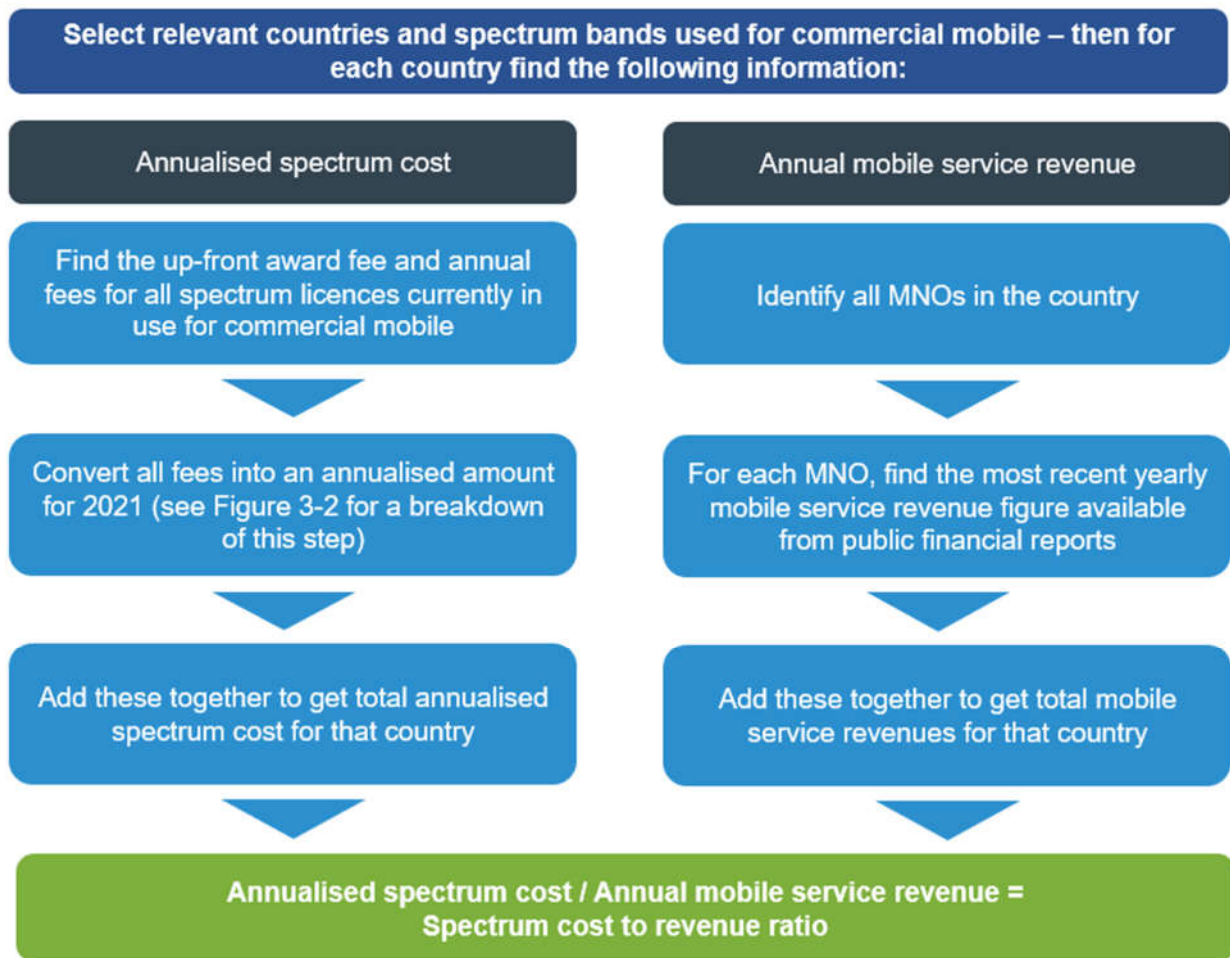 Select relevant countries and spectrum bands used for commercial mobile – then for
each country find the following information:
Annualised spectrum cost
Find the up-front award fee and annual
fees for all spectrum licences currently in
use for commercial mobile
Convert all fees into an annualised amount
for 2021 (see Figure 3-2 for a breakdown
of this step)
Add these together to get total annualised
spectrum cost for that country
Annual mobile service revenue
Identify all MNOs in the country
For each MNO, find the most recent yearly
mobile service revenue figure available
from public financial reports
Add these together to get total mobile
service revenues for that country
Annualised spectrum cost / Annual mobile service revenue =
Spectrum cost to revenue ratio